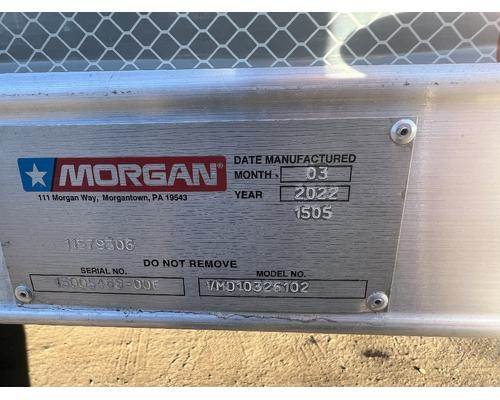 MORGAN®
111 Morgan Way, Morgantown, PA 19543
DATE MANUFACTURED
MONTH 03
YEAR 2022
1505
DO NOT REMOVE
SERIAL NO.
MODEL NO.
VMD10326102